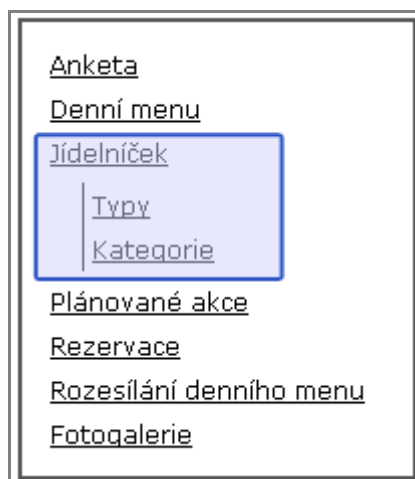 Anketa
Denní menu
Jídelníček
Typy
Kategorie
Plánované akce
Rezervace
Rozesílání denního menu
Fotogalerie